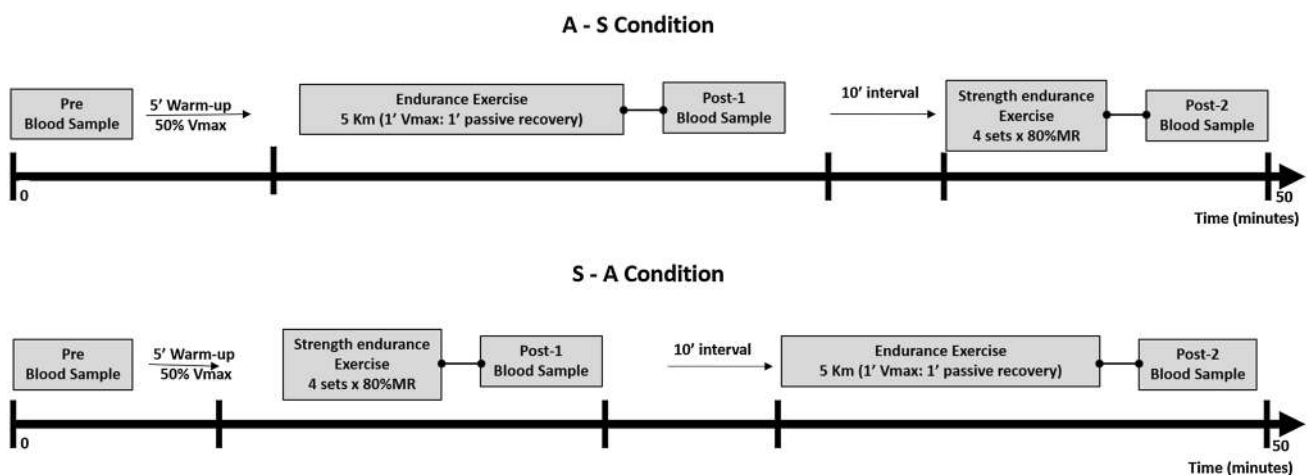 A - S Condition
Pre
Blood Sample
5' Warm-up
50% Vmax
Endurance Exercise
5 Km (1' Vmax: 1' passive recovery)
Post-1
Blood Sample
10' interval
Strength endurance
Exercise
4 sets x 80%MR
Post-2
Blood Sample
0
50
Time (minutes)
S - A Condition
Pre
Blood Sample
5' Warm-up
50% Vmax
Strength endurance
Exercise
4 sets x 80%MR
Post-1
Blood Sample
10' interval
Endurance Exercise
5 Km (1' Vmax: 1' passive recovery)
Post-2
Blood Sample
0
50
Time (minutes)